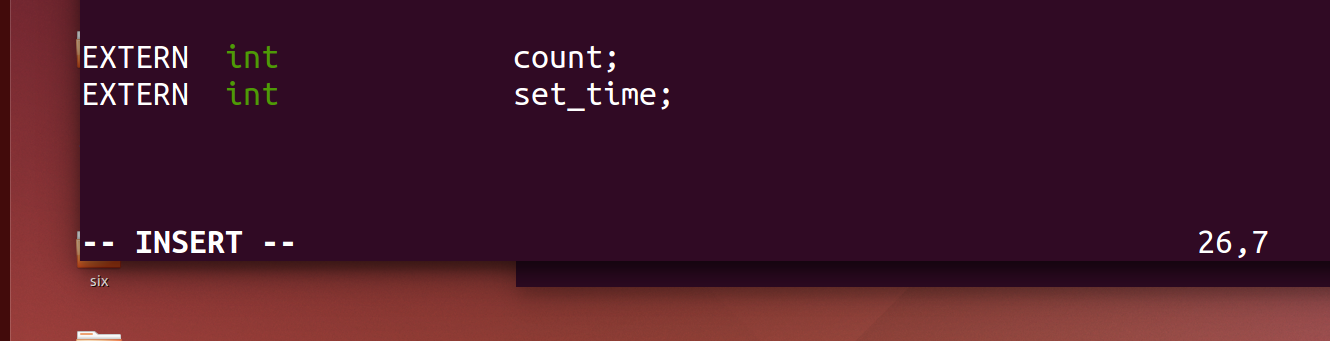 EXTERN  int             count;
EXTERN  int             set_time;
-- INSERT --                                                  26,7
six